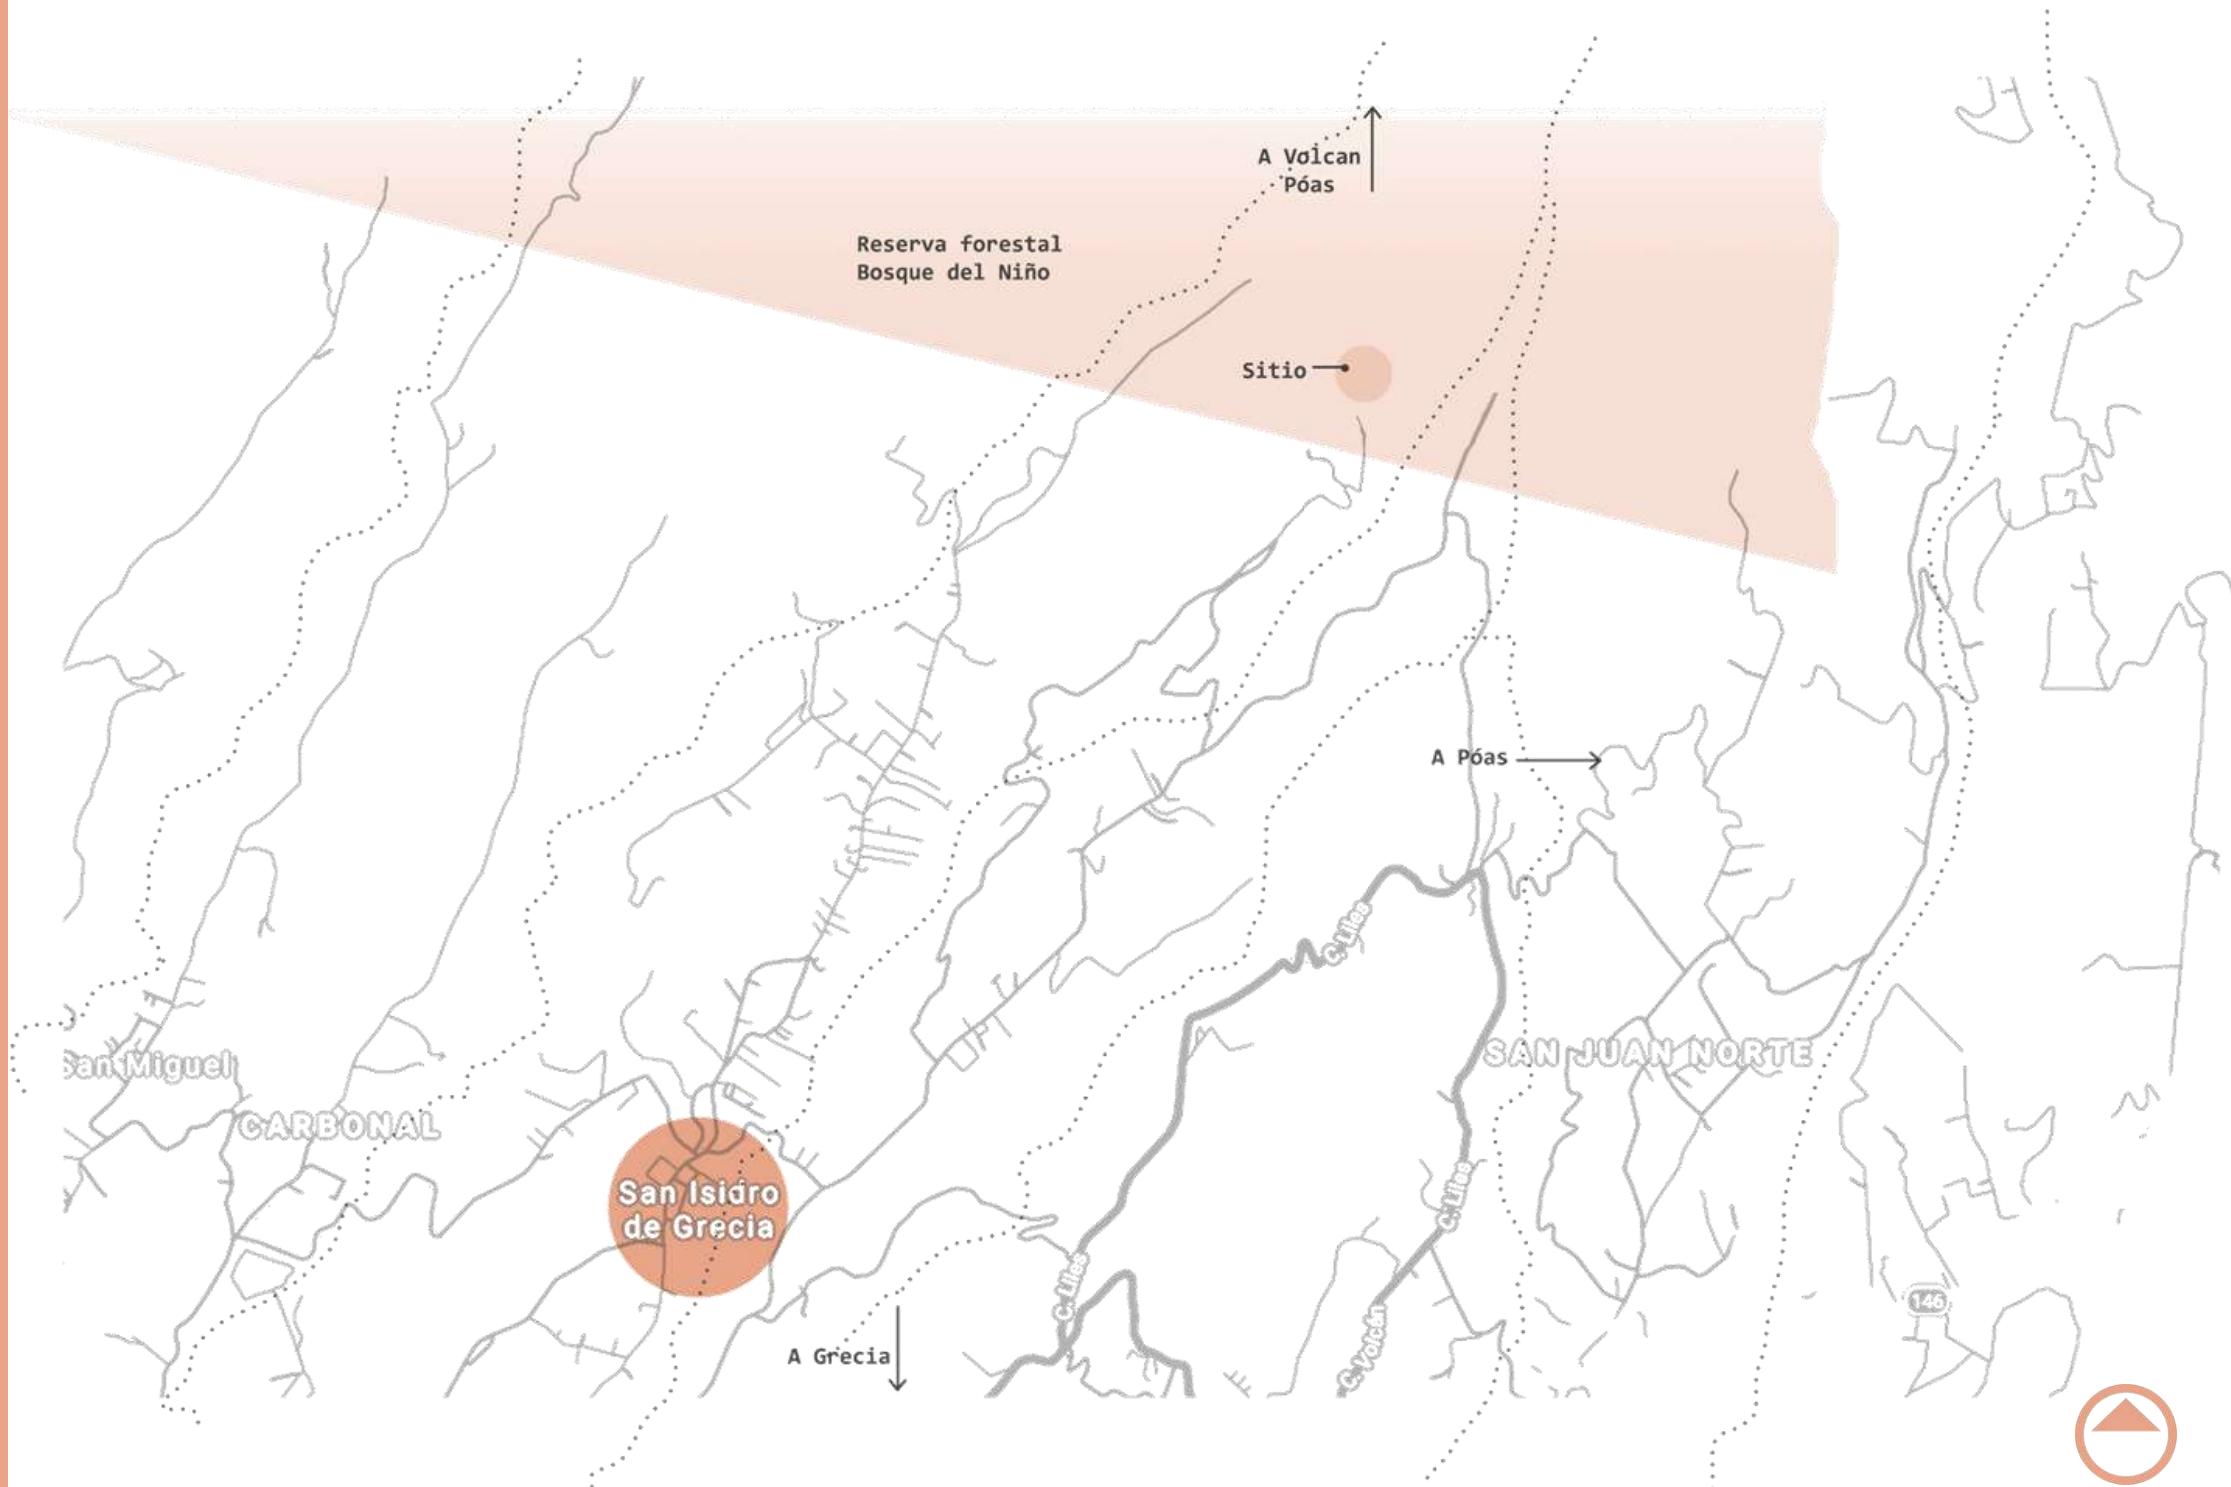 A Volcan
Póas
Reserva forestal
Bosque del Niño
Sitio
A Póas
C. Liles
San Miguel
SAN JUAN NORTE
CARBONAL
San Isidro
de Grecia
C. Liles
C. Liles
146
C. Volcán
A Grecia